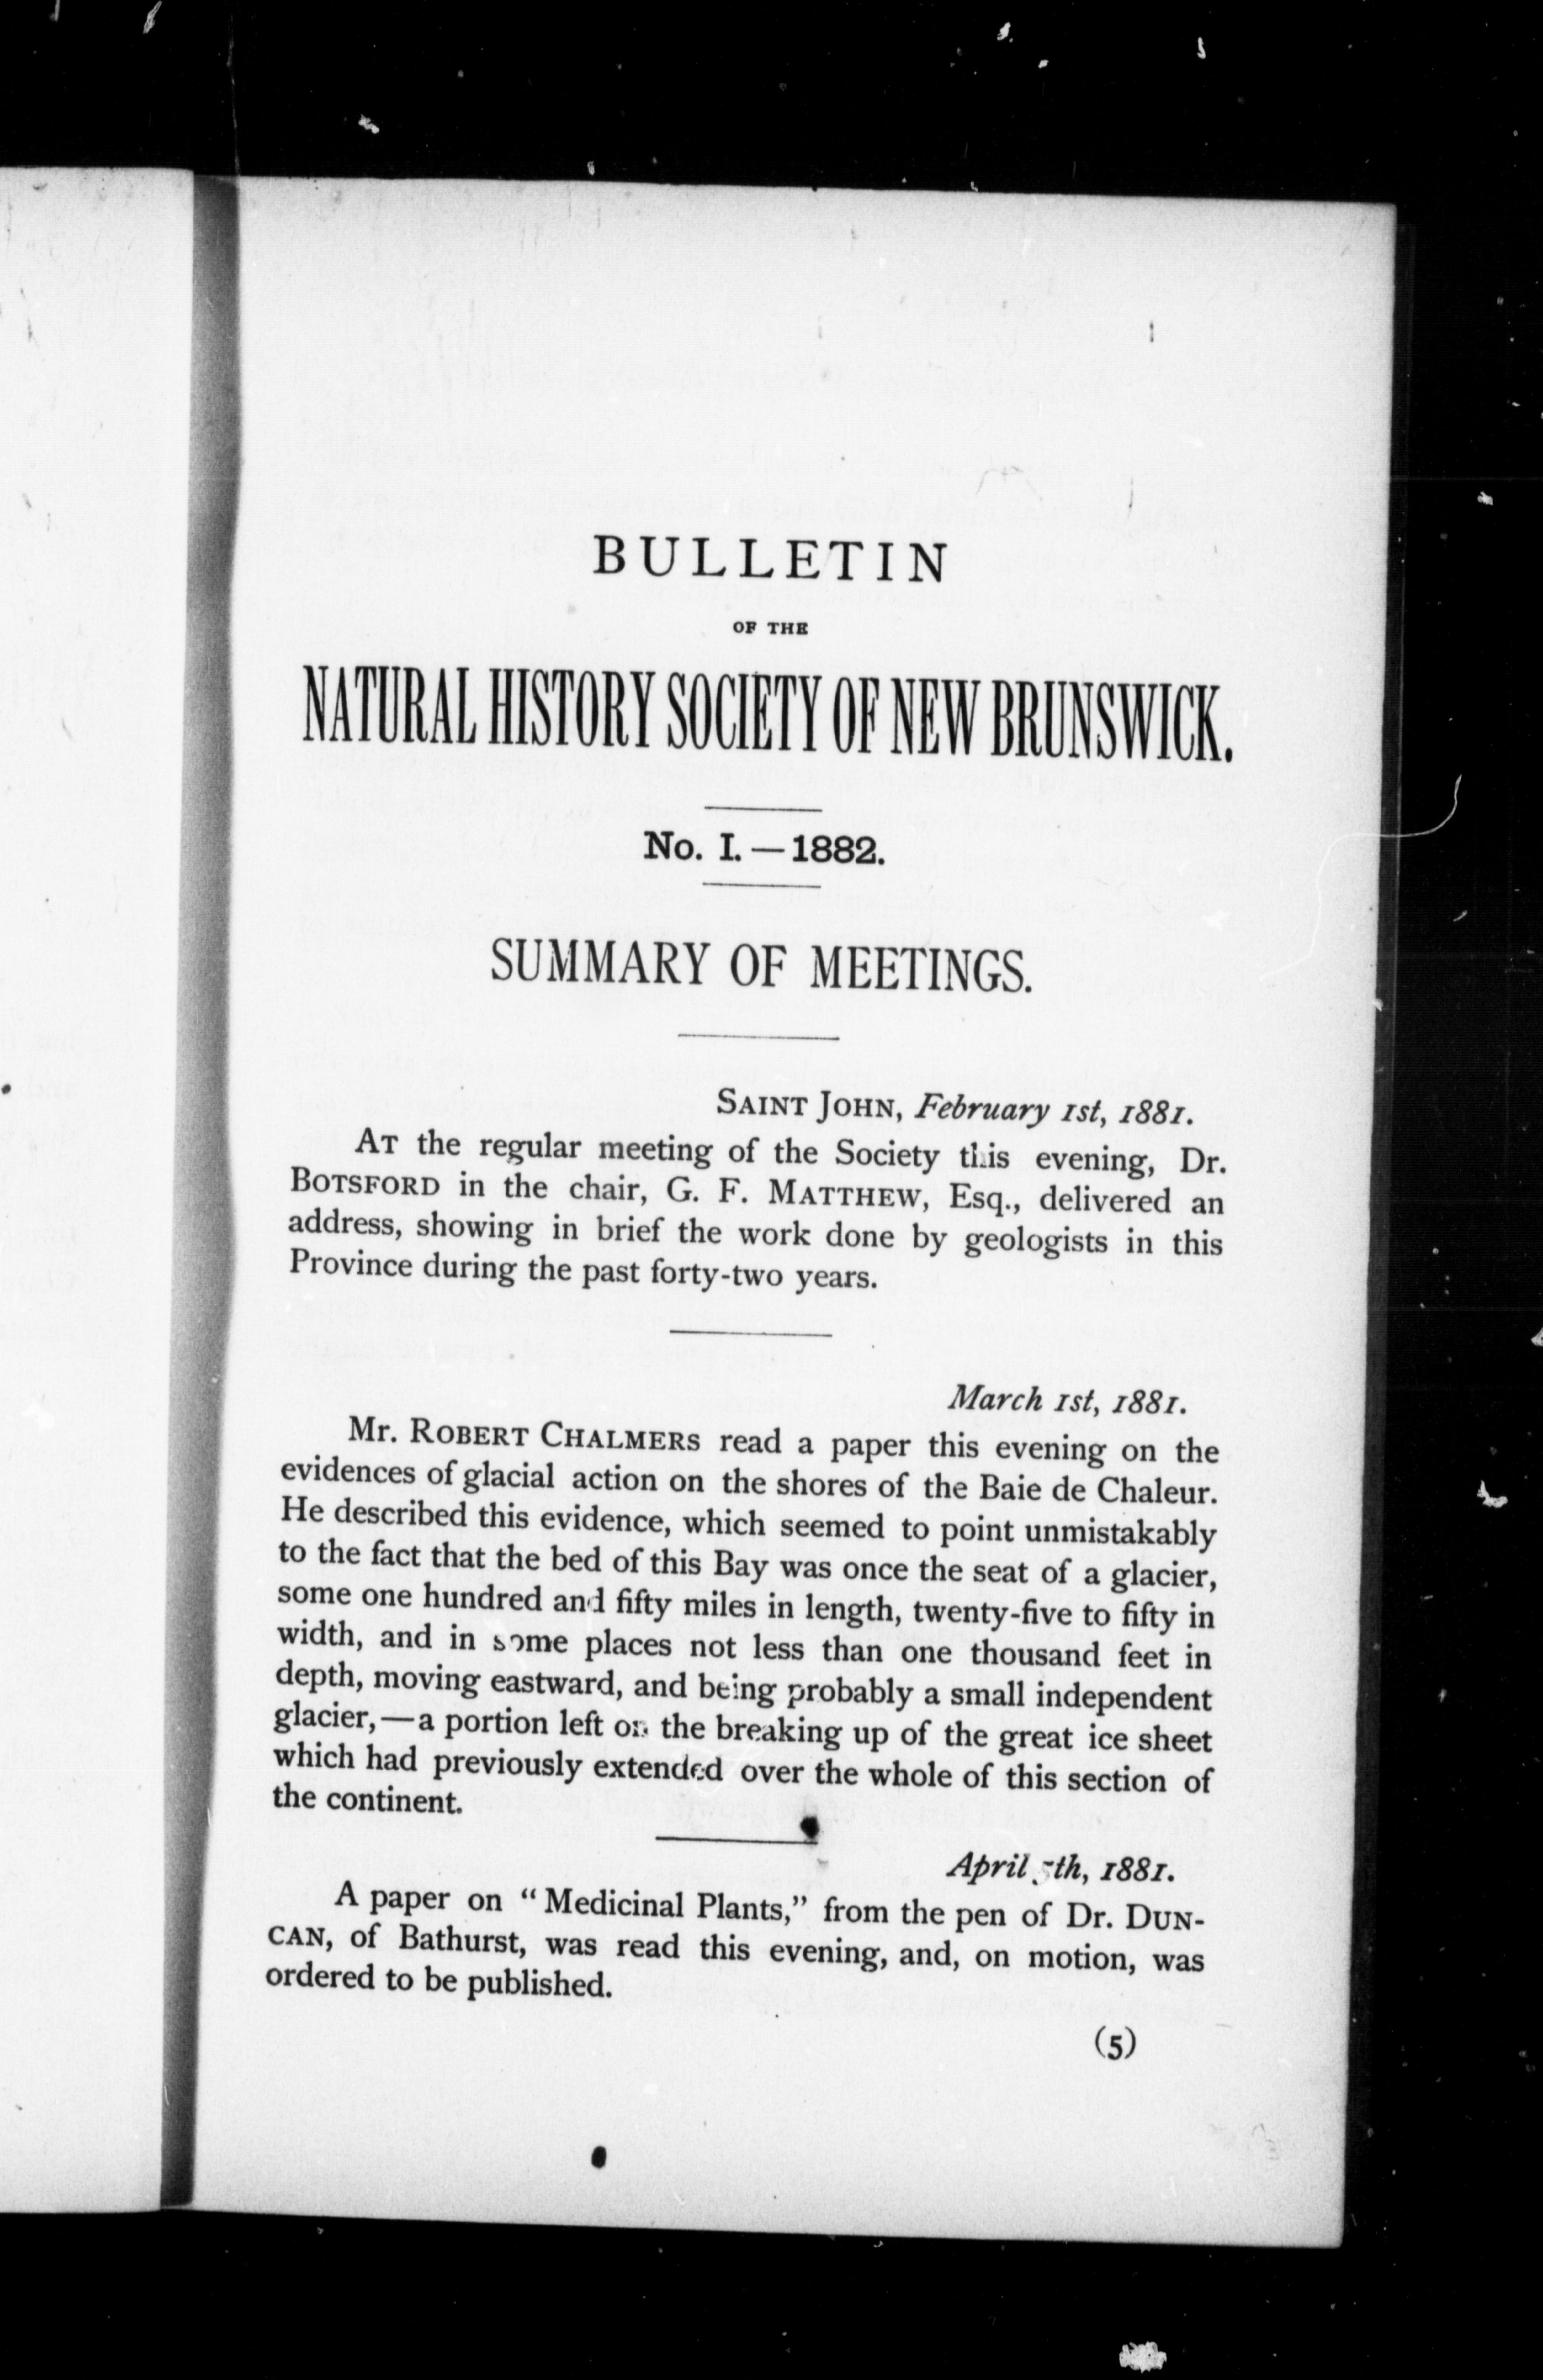 BULLETIN
OF THE
NATURAL HISTORY SOCIETY OF NEW BRUNSWICK.
No. I. — 1882.
SUMMARY OF MEETINGS.
SAINT JOHN, February 1st, 1881.
AT the regular meeting of the Society this evening, Dr.
BOTSFORD in the chair, G. F. MATTHEW, Esq., delivered an
address, showing in brief the work done by geologists in this
Province during the past forty-two years.
March 1st, 1881.
Mr. ROBERT CHALMERS read a paper this evening on the
evidences of glacial action on the shores of the Baie de Chaleur.
He described this evidence, which seemed to point unmistakably
to the fact that the bed of this Bay was once the seat of a glacier,
some one hundred and fifty miles in length, twenty-five to fifty in
width, and in some places not less than one thousand feet in
depth, moving eastward, and being probably a small independent
glacier,—a portion left on the breaking up of the great ice sheet
which had previously extended over the whole of this section of
the continent.
April 5th, 1881.
A paper on “Medicinal Plants,” from the pen of Dr. DUN-
CAN, of Bathurst, was read this evening, and, on motion, was
ordered to be published.
(5)